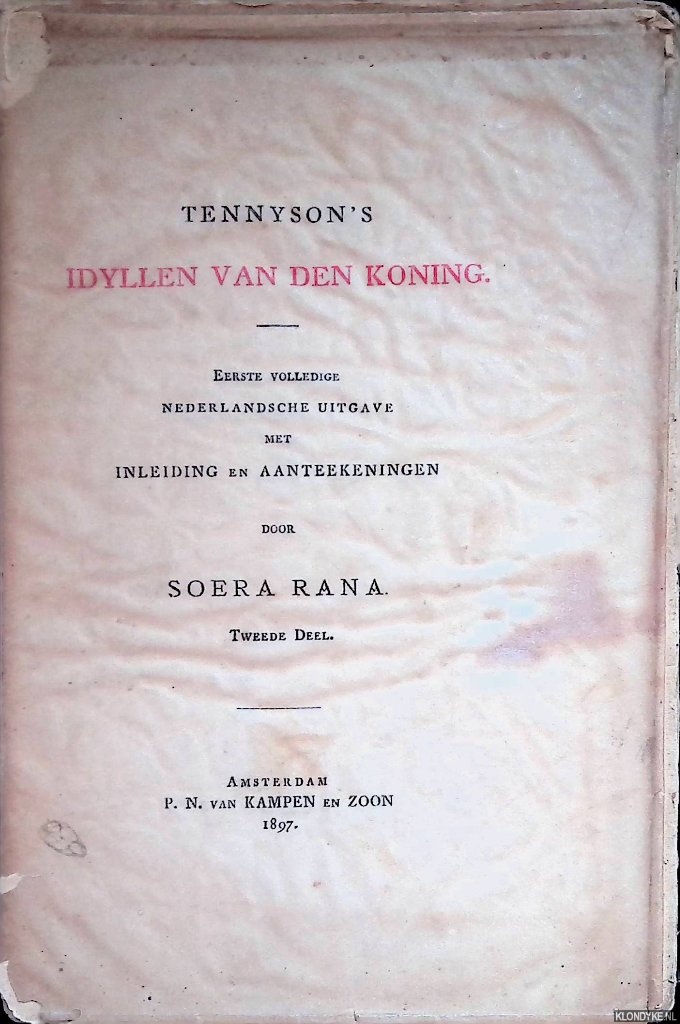 TENNYSON'S
IDYLLEN VAN DEN KONING.
EERSTE VOLLEDIGE
NEDERLANDSCHE UITGAVE
MET
INLEIDING EN AANTEEKENINGEN
DOOR
SOERA RANA.
TWEEDE DEEL.
AMSTERDAM
P. N. VAN KAMPEN EN ZOON
1897.
KLONDYKE.NL